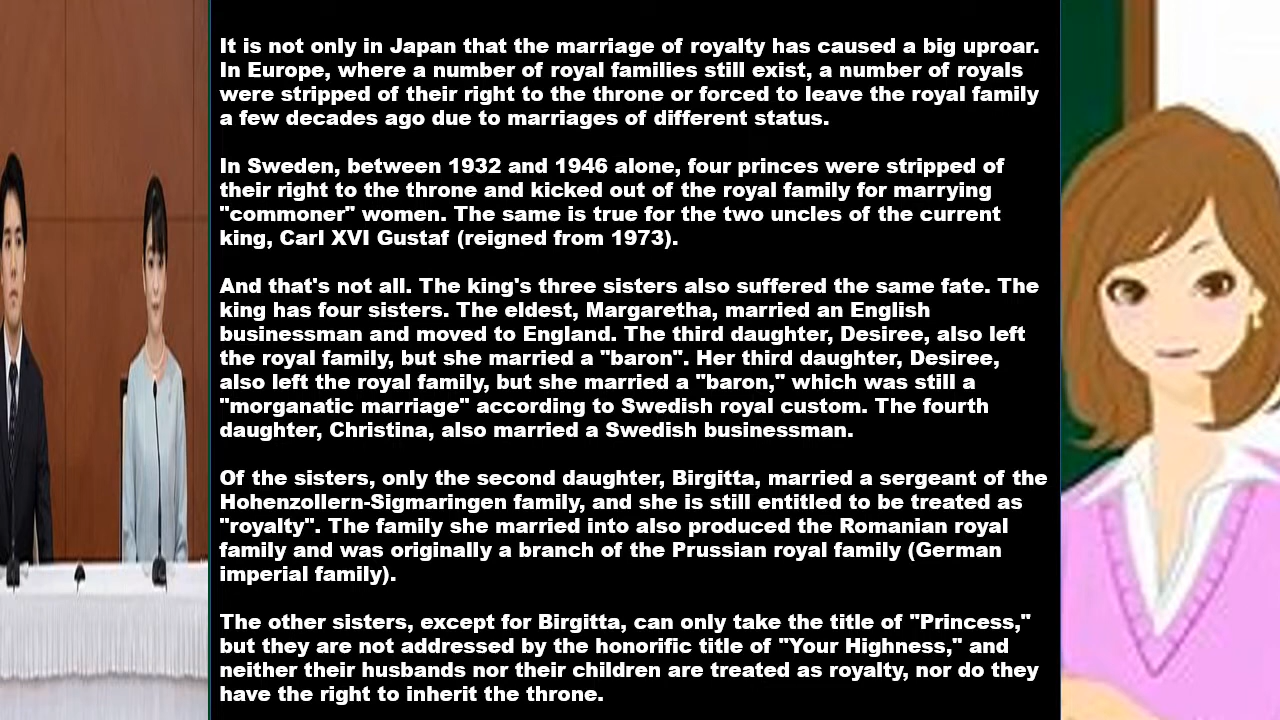 It is not only in Japan that the marriage of royalty has caused a big uproar.
In Europe, where a number of royal families still exist, a number of royals
were stripped of their right to the throne or forced to leave the royal family
a few decades ago due to marriages of different status.
In Sweden, between 1932 and 1946 alone, four princes were stripped of
their right to the throne and kicked out of the royal family for marrying
"commoner" women. The same is true for the two uncles of the current
king, Carl XVI Gustaf (reigned from 1973).
And that's not all. The king's three sisters also suffered the same fate. The
king has four sisters. The eldest, Margaretha, married an English
businessman and moved to England. The third daughter, Desiree, also left
the royal family, but she married a "baron". Her third daughter, Desiree,
also left the royal family, but she married a "baron," which was still a
"morganatic marriage" according to Swedish royal custom. The fourth
daughter, Christina, also married a Swedish businessman.
Of the sisters, only the second daughter, Birgitta, married a sergeant of the
Hohenzollern-Sigmaringen family, and she is still entitled to be treated as
"royalty". The family she married into also produced the Romanian royal
family and was originally a branch of the Prussian royal family (German
imperial family).
The other sisters, except for Birgitta, can only take the title of "Princess,"
but they are not addressed by the honorific title of "Your Highness," and
neither their husbands nor their children are treated as royalty, nor do they
have the right to inherit the throne.